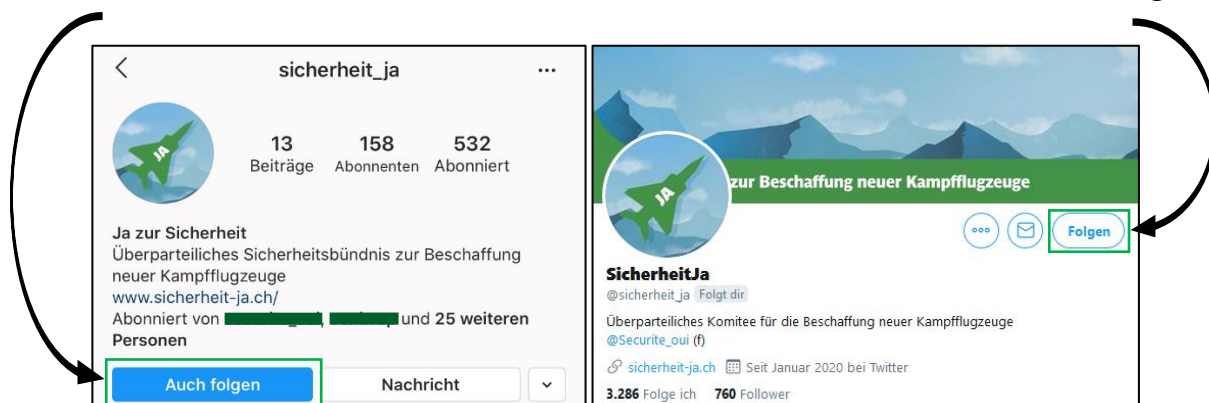 sicherheit_ja
JA
13 158 532
Beiträge Abonnenten Abonniert
Ja zur Sicherheit
Überparteiliches Sicherheitsbündnis zur Beschaffung
neuer Kampfflugzeuge
www.sicherheit-ja.ch/
Abonniert von und 25 weiteren
Personen
Auch folgen Nachricht
zur Beschaffung neuer Kampfflugzeuge
JA
Folgen
SicherheitJa
@sicherheit_ja Folgt dir
Überparteiliches Komitee für die Beschaffung neuer Kampfflugzeuge
@Securite_oui (f)
sicherheit-ja.ch Seit Januar 2020 bei Twitter
3.286 Folge ich 760 Follower